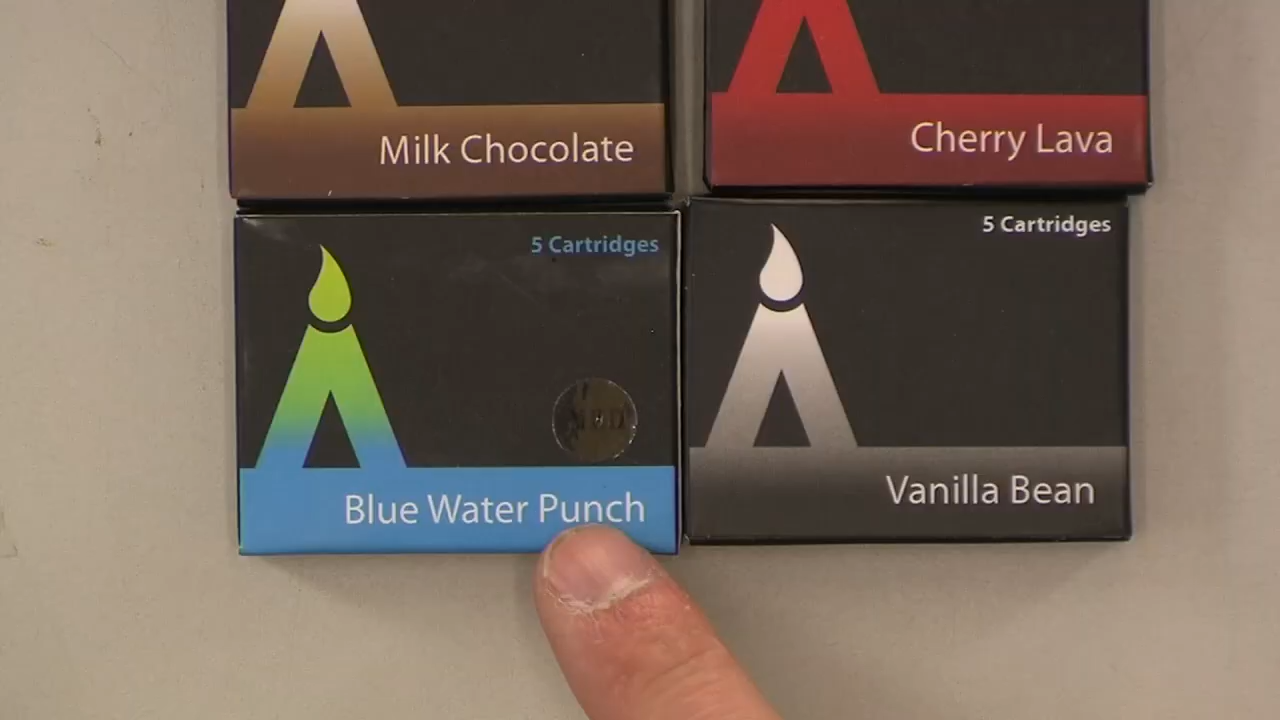 Milk Chocolate
Cherry Lava
5 Cartridges
Blue Water Punch
5 Cartridges
Vanilla Bean